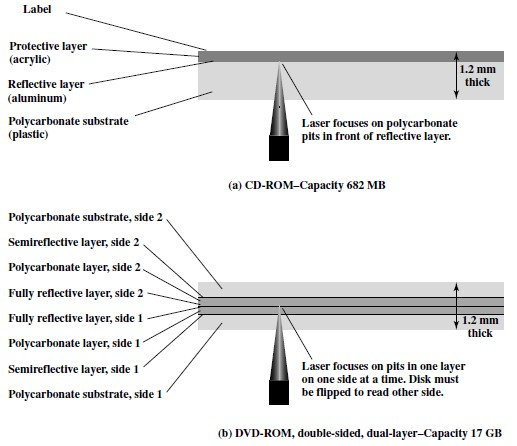 Label
Protective layer
(acrylic)
Reflective layer
(aluminum)
Polycarbonate substrate
(plastic)
1.2 mm
thick
Laser focuses on polycarbonate
pits in front of reflective layer.
(a) CD-ROM–Capacity 682 MB
Polycarbonate substrate, side 2
Semireflective layer, side 2
Polycarbonate layer, side 2
Fully reflective layer, side 2
Fully reflective layer, side 1
Polycarbonate layer, side 1
Semireflective layer, side 1
Polycarbonate substrate, side 1
1.2 mm
thick
Laser focuses on pits in one layer
on one side at a time. Disk must
be flipped to read other side.
(b) DVD-ROM, double-sided, dual-layer–Capacity 17 GB